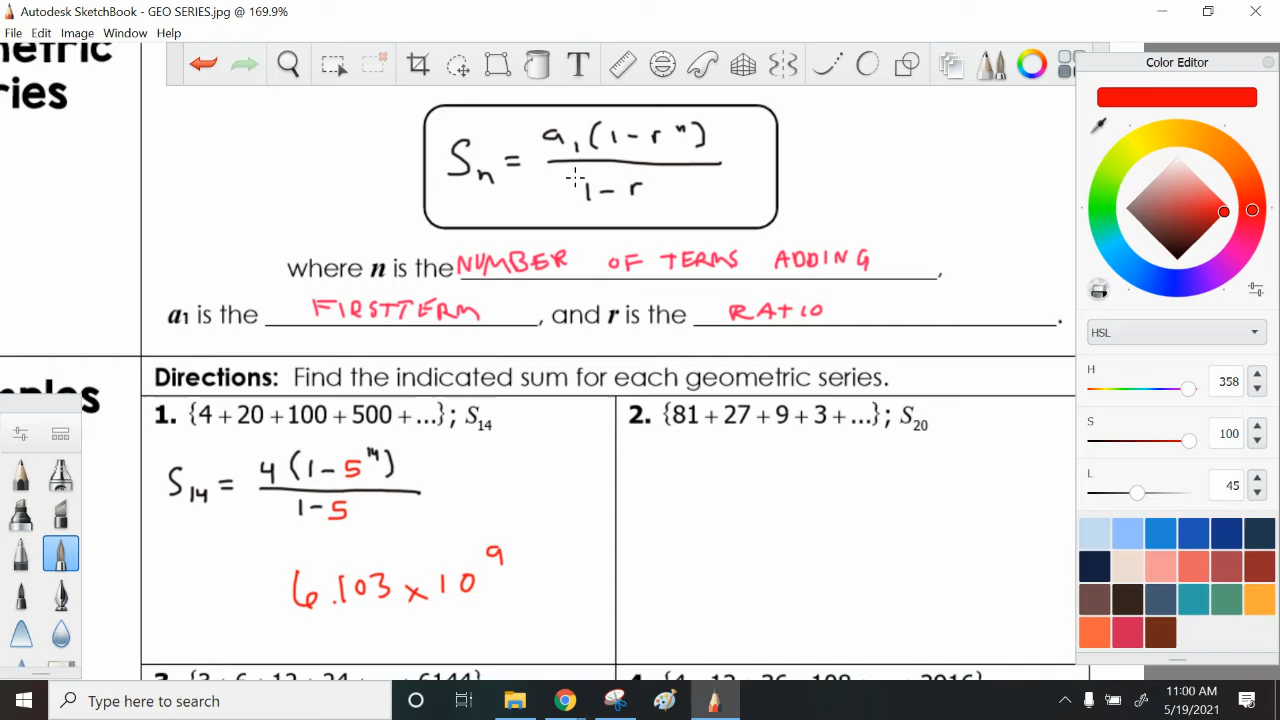 Autodesk SketchBook - GEO SERIES.jpg @ 169.9%
File Edit Image Window Help
ries
Sn = a1(1 - r^n)
1 - r
where n is the NUMBER OF TERMS ADDING,
a1 is the FIRST TERM, and r is the RATIO.
Directions: Find the indicated sum for each geometric series.
1. {4 + 20 + 100 + 500 + ...}; S14
S14 = 4(1 - 5^14)
1 - 5
6.103 x 10^9
2. {81 + 27 + 9 + 3 + ...}; S20
Color Editor
HSL
H 358
S 100
L 45
Type here to search
11:00 AM
5/19/2021